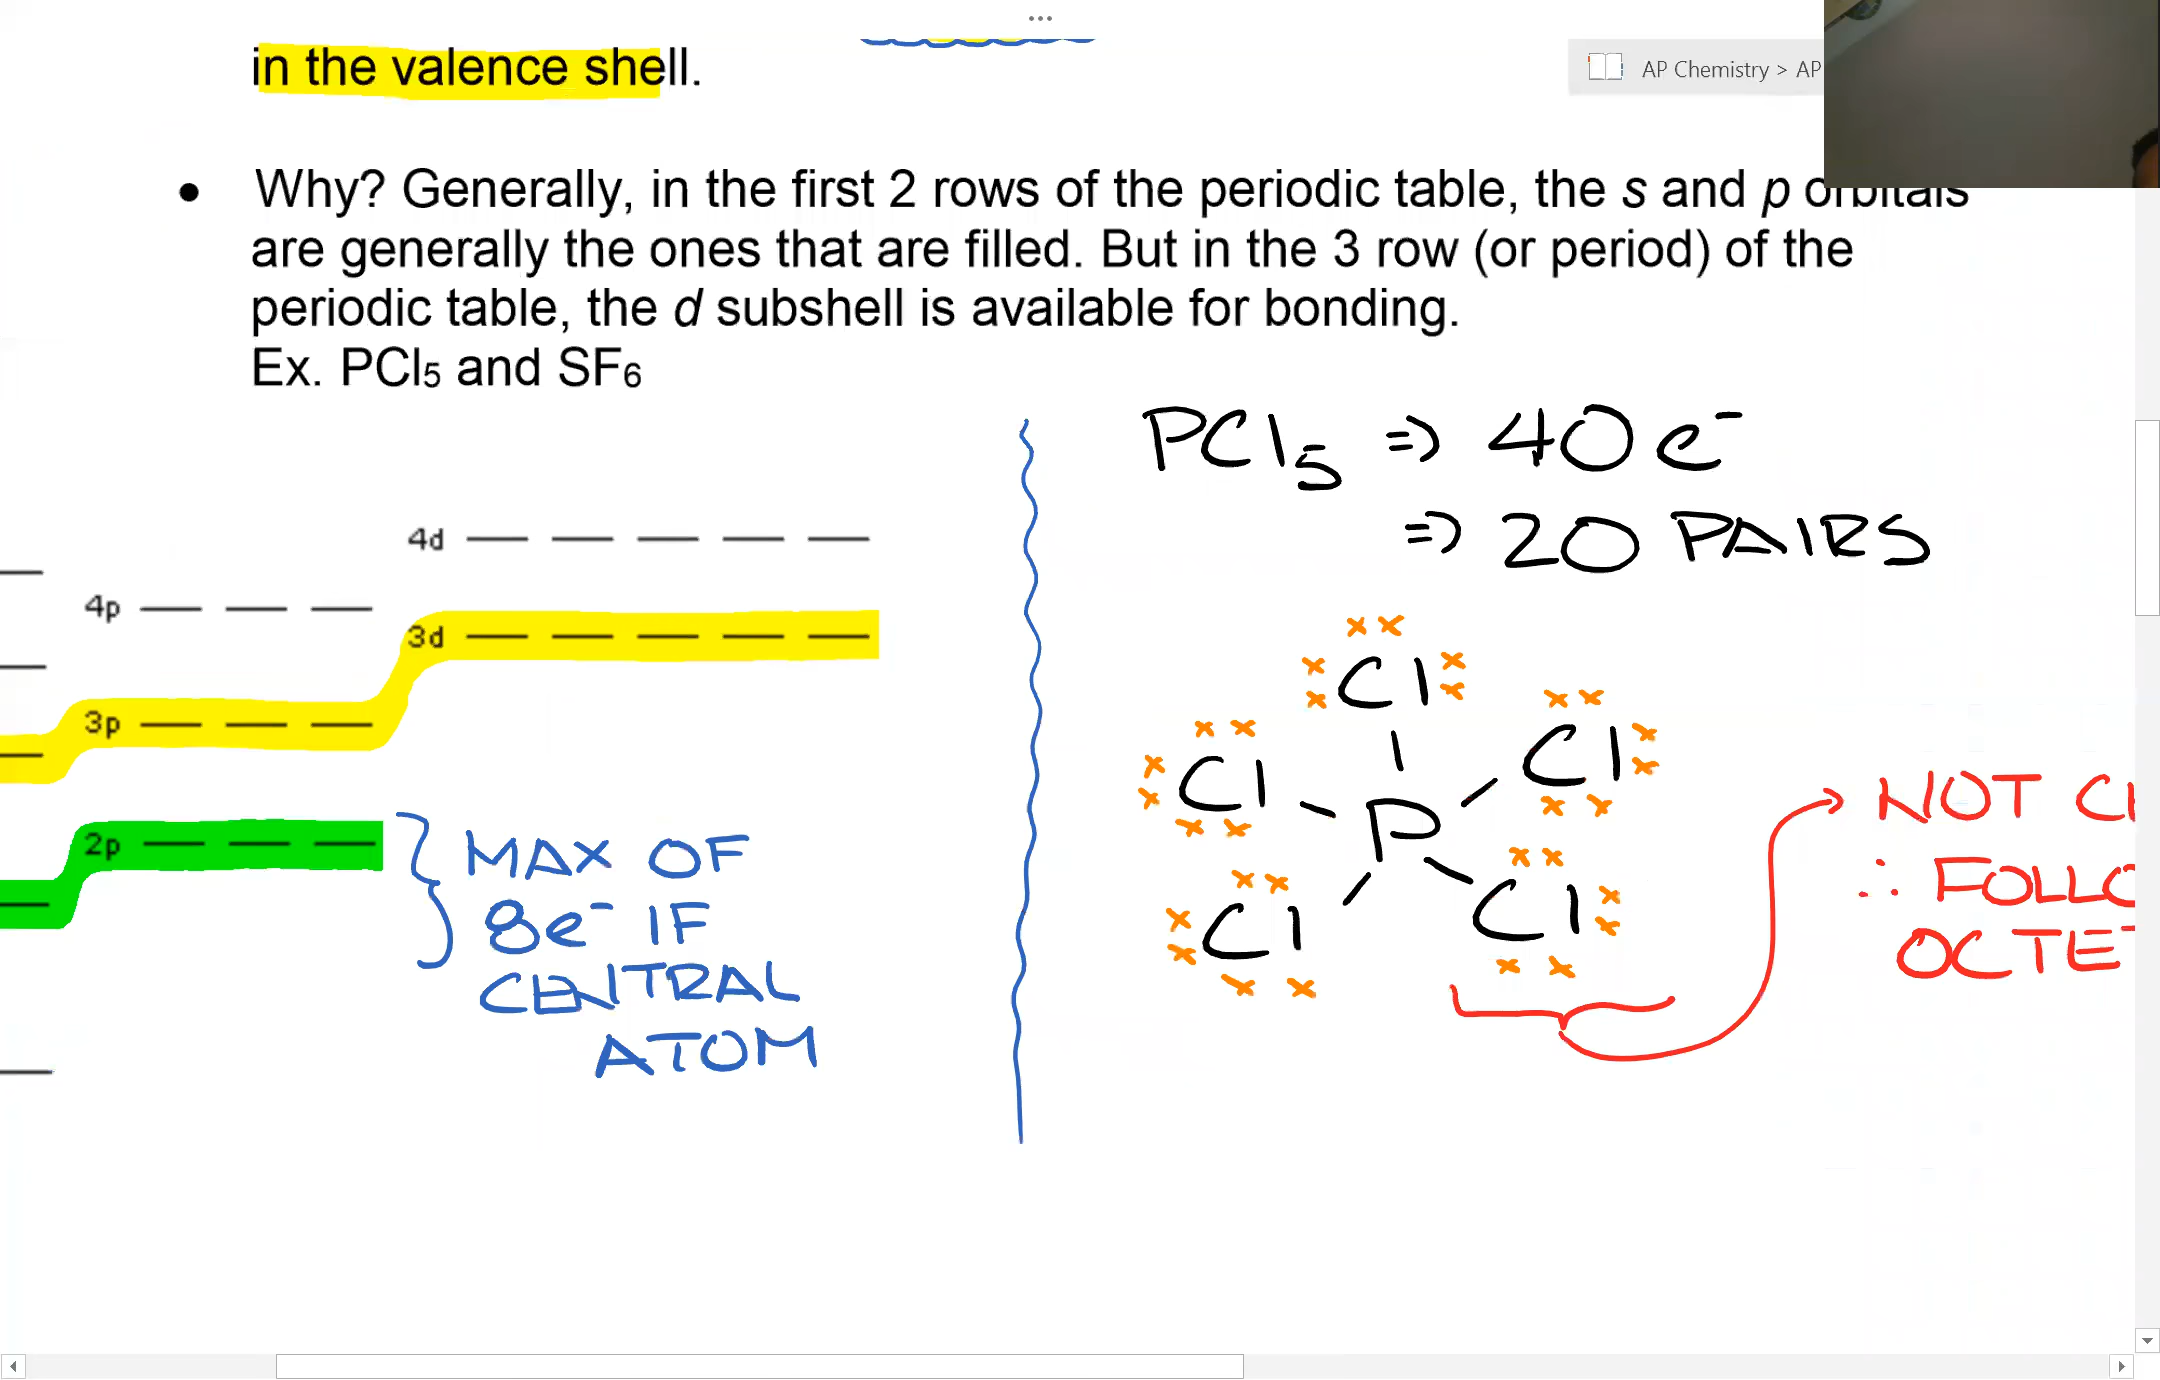 in the valence shell.
AP Chemistry > AP
• Why? Generally, in the first 2 rows of the periodic table, the s and p orbitals
are generally the ones that are filled. But in the 3 row (or period) of the
periodic table, the d subshell is available for bonding.
Ex. PCl5 and SF6
PCl5 => 40e-
=> 20 PAIRS
4d
4p
3d
3p
2p
MAX OF
8e- IF
CENTRAL
ATOM
Cl
Cl
Cl
P
Cl
Cl
NOT
∴
OCTET